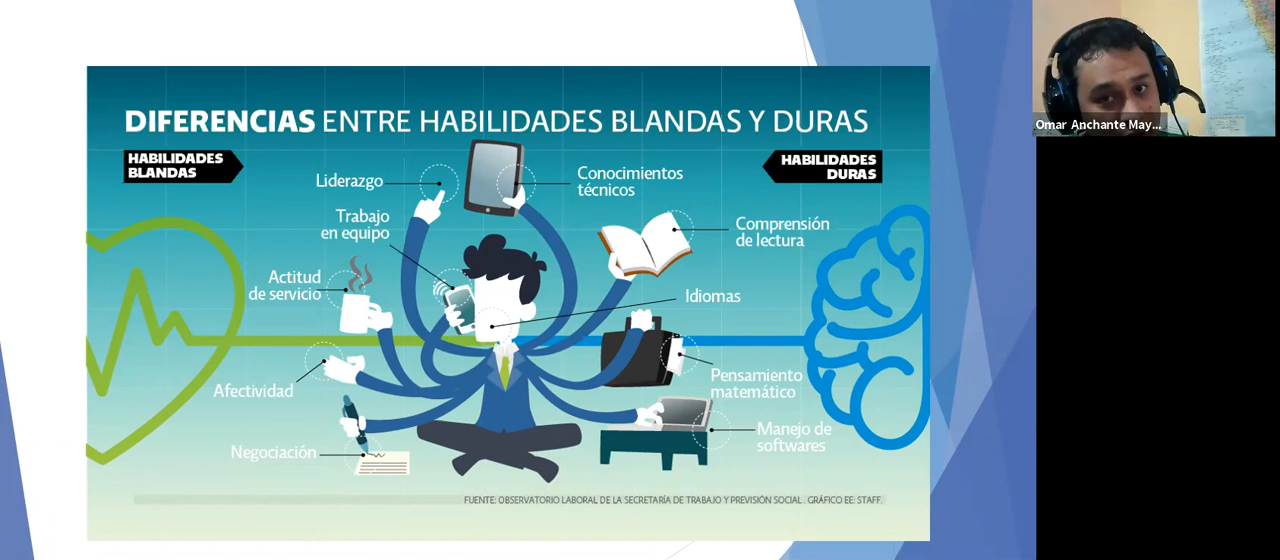 DIFERENCIAS ENTRE HABILIDADES BLANDAS Y DURAS
HABILIDADES
BLANDAS
HABILIDADES
DURAS
Liderazgo
Trabajo
en equipo
Actitud
de servicio
Afectividad
Negociación
Conocimientos
técnicos
Comprensión
de lectura
Idiomas
Pensamiento
matemático
Manejo de
softwares
FUENTE: OBSERVATORIO LABORAL DE LA SECRETARÍA DE TRABAJO Y PREVISIÓN SOCIAL . GRÁFICO EE: STAFF.
Omar Anchante May...